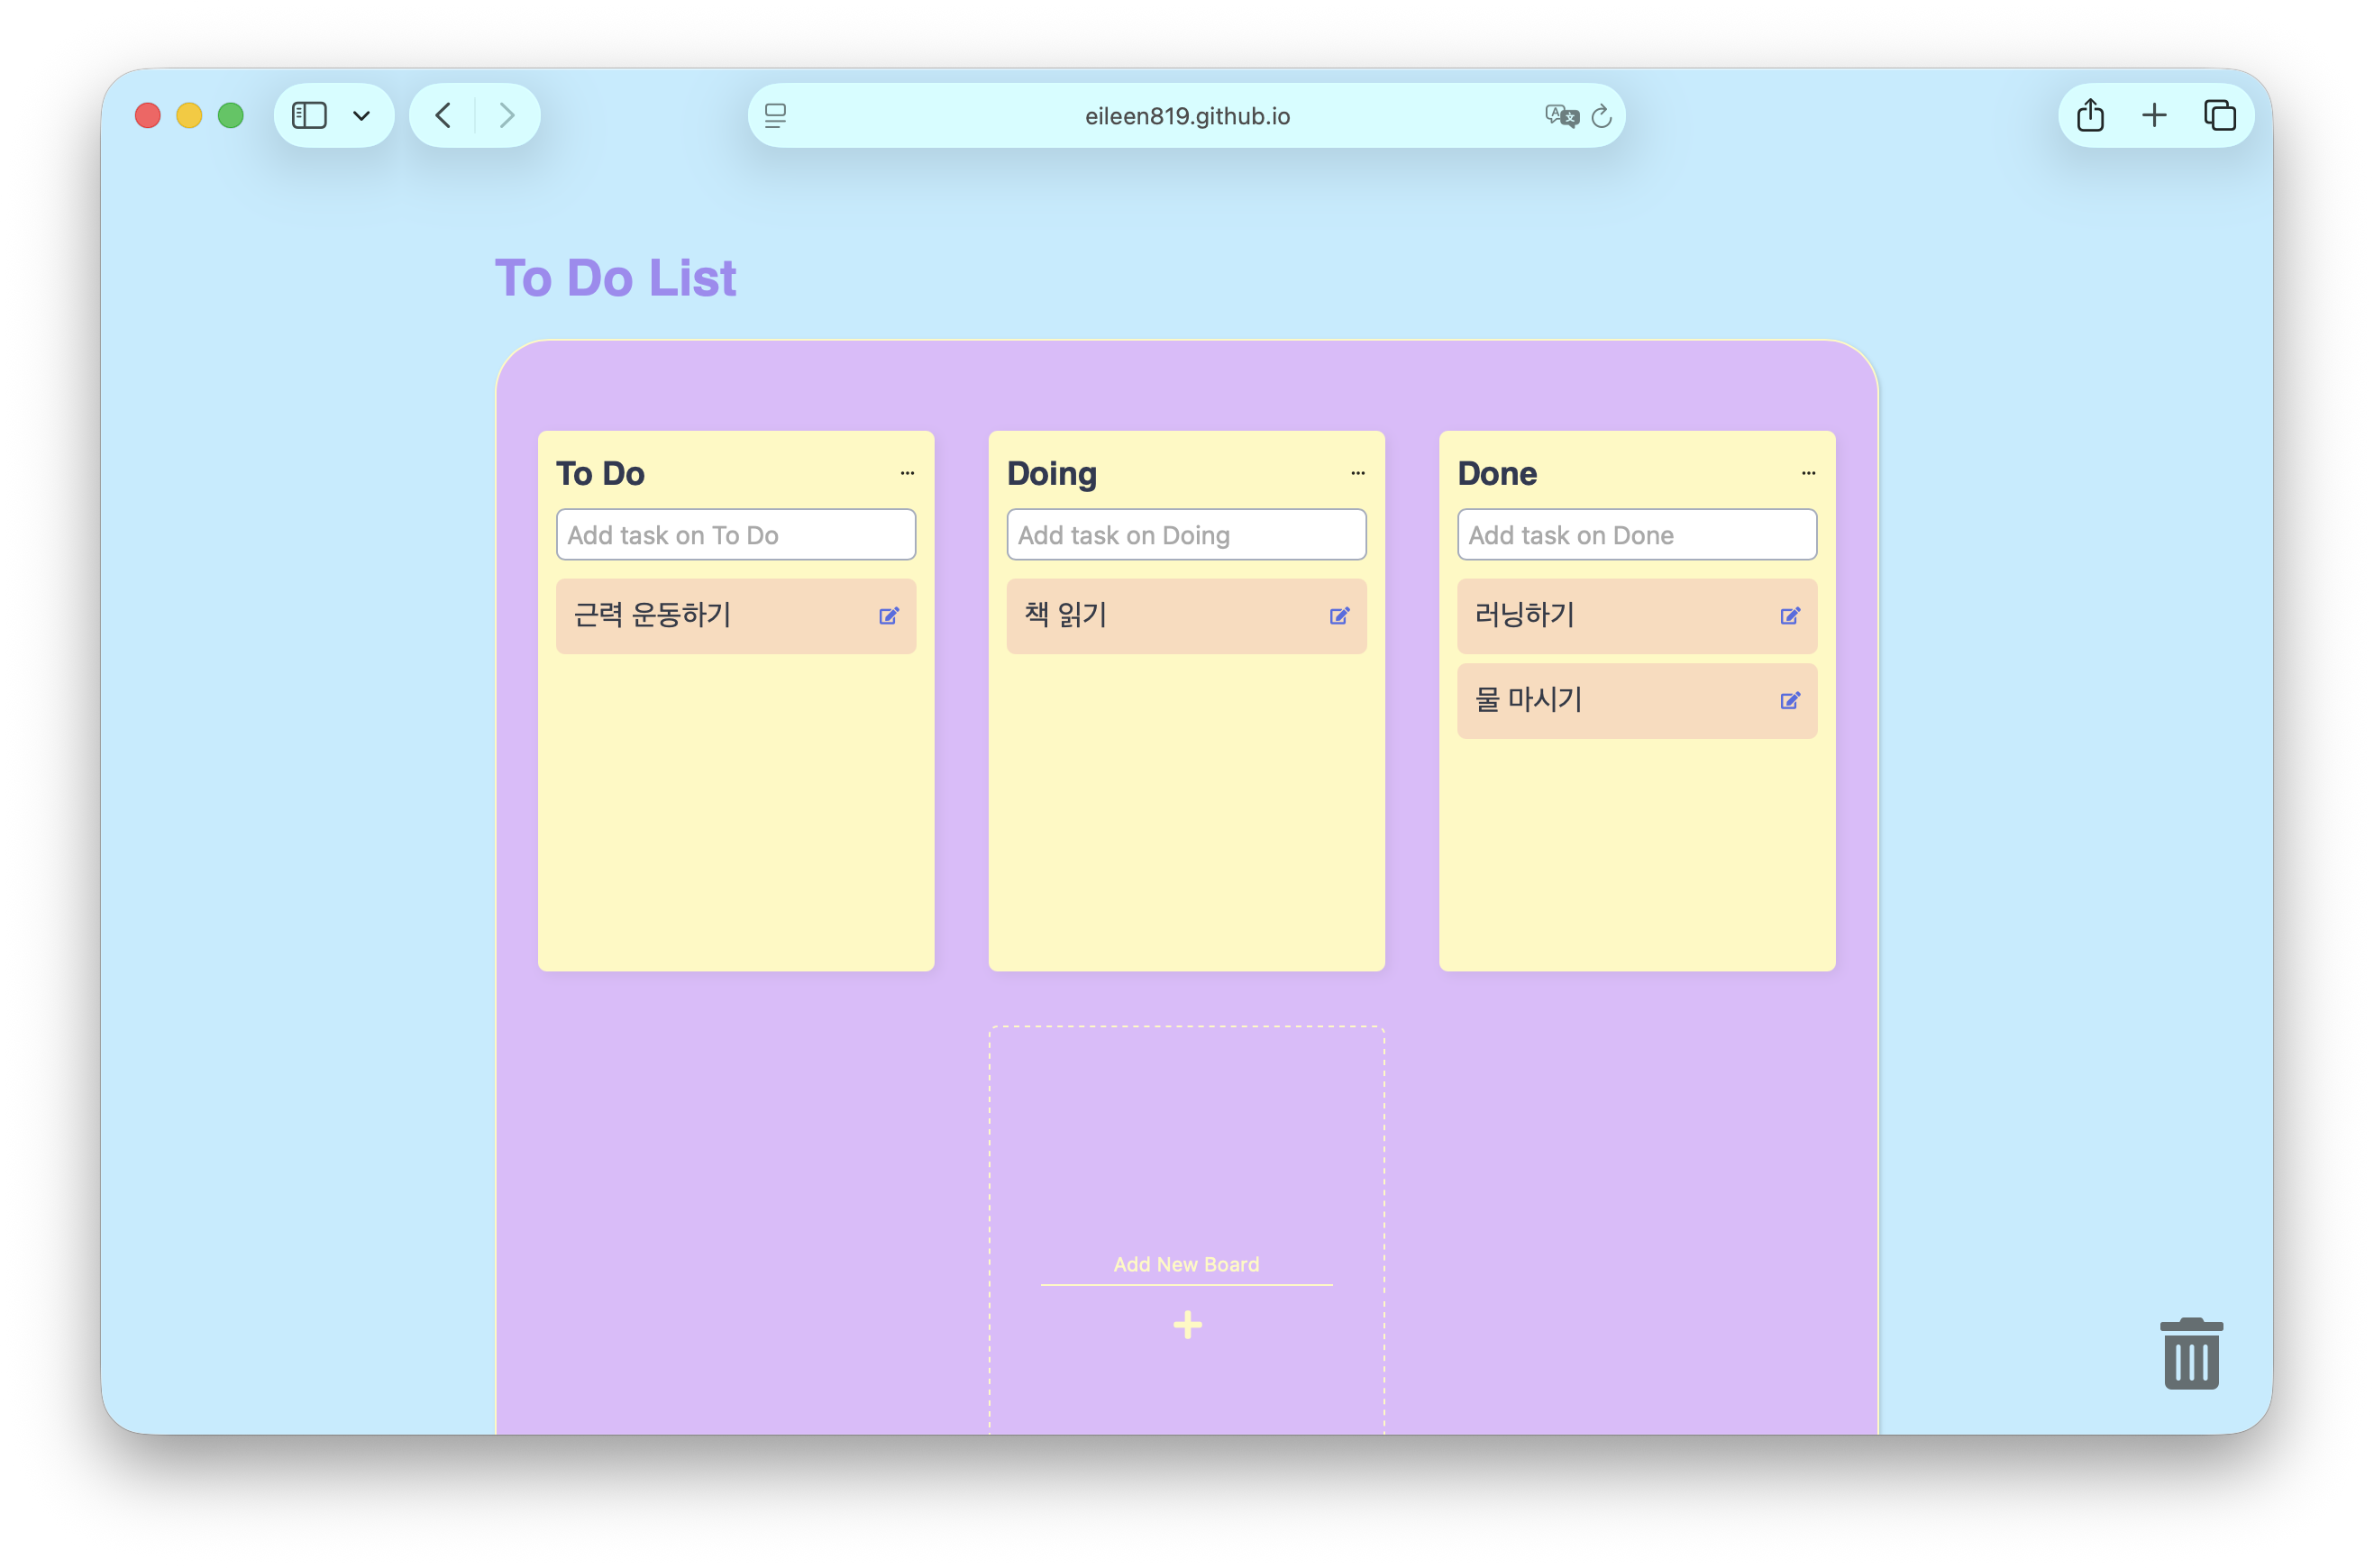 eileen819.github.io
To Do List
To Do
Add task on To Do
근력 운동하기
Doing
Add task on Doing
책 읽기
Done
Add task on Done
러닝하기
물 마시기
Add New Board